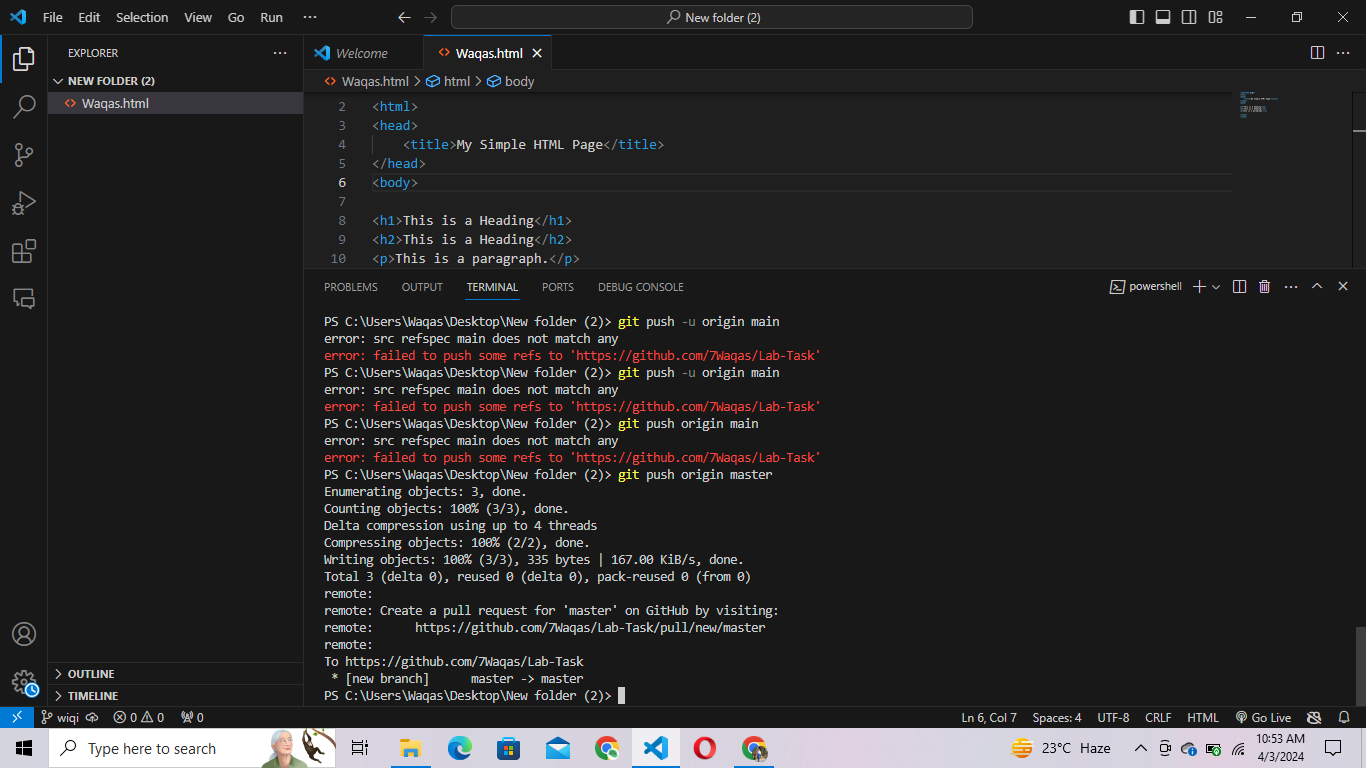 File Edit Selection View Go Run ··· New folder (2)
EXPLORER ···
NEW FOLDER (2)
Waqas.html
OUTLINE
TIMELINE
Welcome Waqas.html
Waqas.html > html > body
2 <html>
3 <head>
4 <title>My Simple HTML Page</title>
5 </head>
6 <body>
7
8 <h1>This is a Heading</h1>
9 <h2>This is a Heading</h2>
10 <p>This is a paragraph.</p>
PROBLEMS OUTPUT TERMINAL PORTS DEBUG CONSOLE powershell
PS C:\Users\Waqas\Desktop\New folder (2)> git push -u origin main
error: src refspec main does not match any
error: failed to push some refs to 'https://github.com/7Waqas/Lab-Task'
PS C:\Users\Waqas\Desktop\New folder (2)> git push -u origin main
error: src refspec main does not match any
error: failed to push some refs to 'https://github.com/7Waqas/Lab-Task'
PS C:\Users\Waqas\Desktop\New folder (2)> git push origin main
error: src refspec main does not match any
error: failed to push some refs to 'https://github.com/7Waqas/Lab-Task'
PS C:\Users\Waqas\Desktop\New folder (2)> git push origin master
Enumerating objects: 3, done.
Counting objects: 100% (3/3), done.
Delta compression using up to 4 threads
Compressing objects: 100% (2/2), done.
Writing objects: 100% (3/3), 335 bytes | 167.00 KiB/s, done.
Total 3 (delta 0), reused 0 (delta 0), pack-reused 0 (from 0)
remote:
remote: Create a pull request for 'master' on GitHub by visiting:
remote:      https://github.com/7Waqas/Lab-Task/pull/new/master
remote:
To https://github.com/7Waqas/Lab-Task
 * [new branch]      master -> master
PS C:\Users\Waqas\Desktop\New folder (2)>
wiqi 0 0 0 Ln 6, Col 7 Spaces: 4 UTF-8 CRLF HTML Go Live
Type here to search 23°C Haze 10:53 AM
4/3/2024